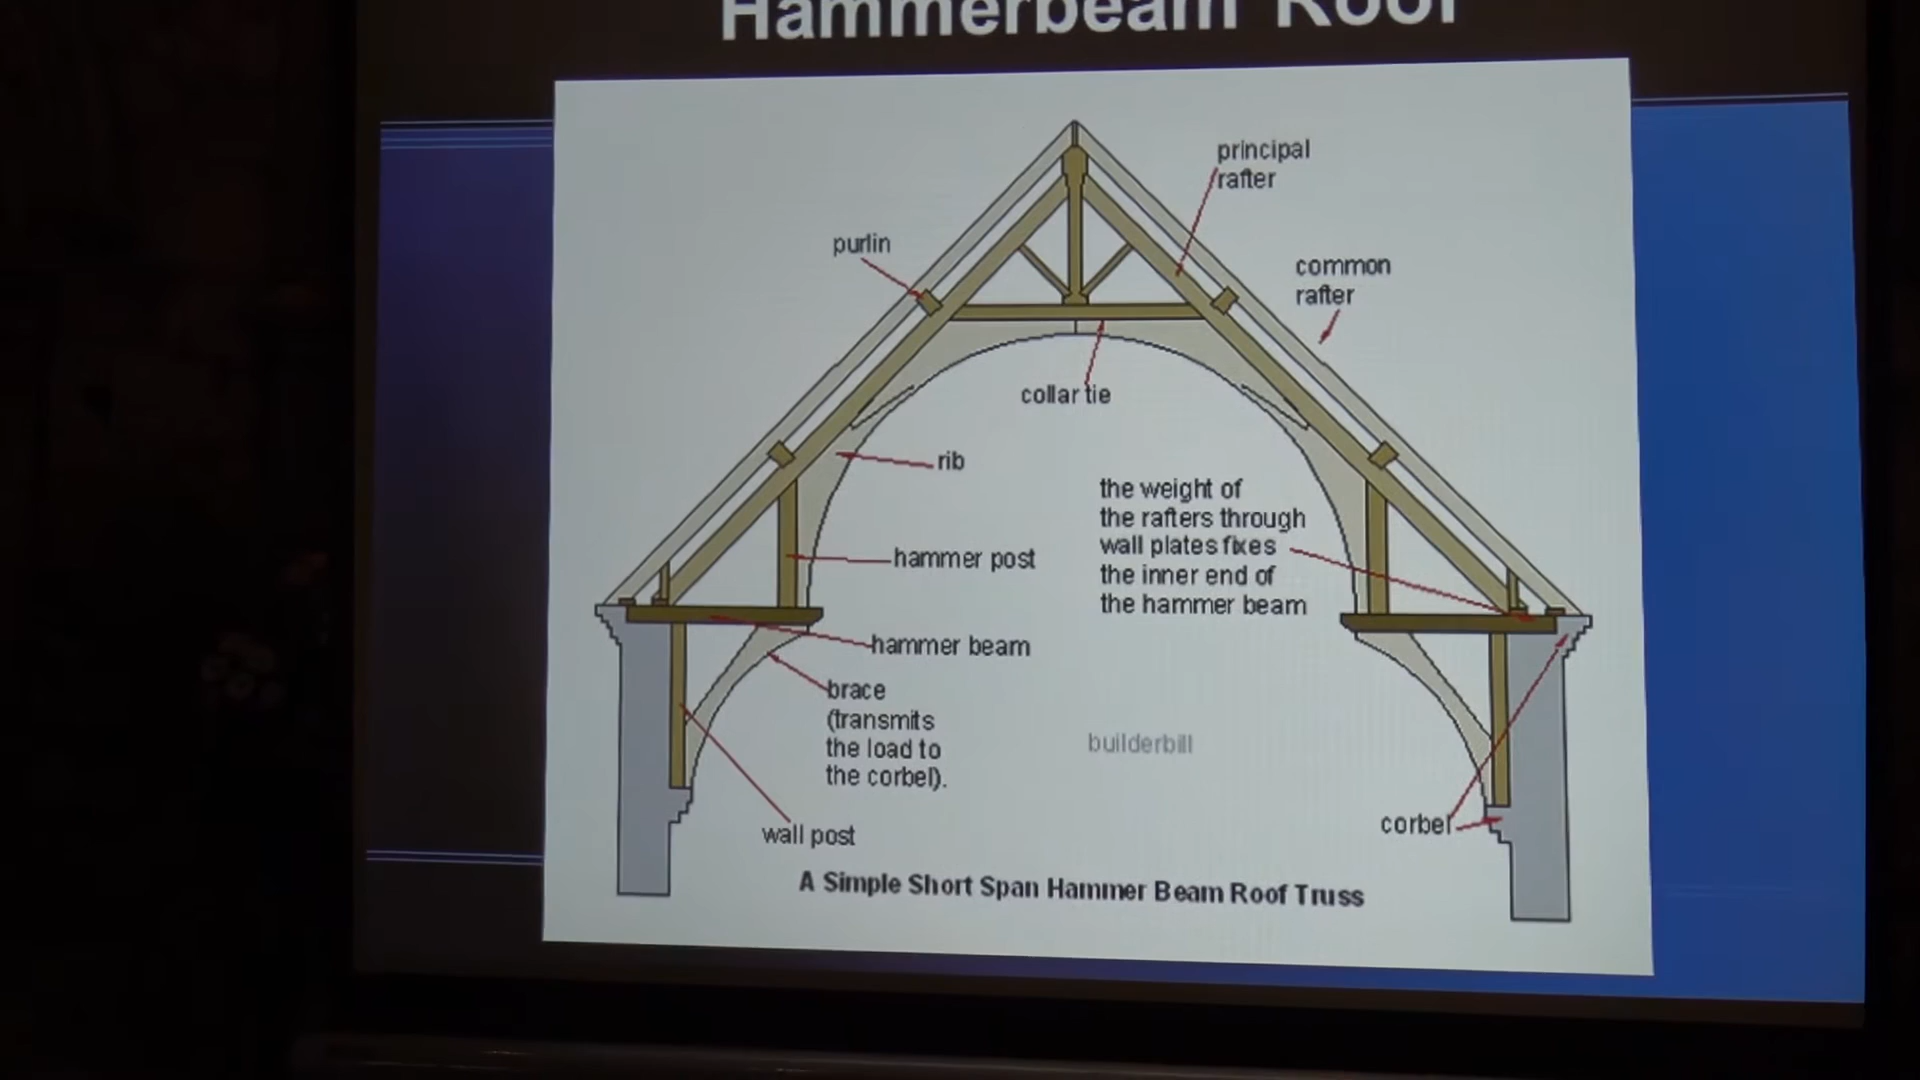 Hammerbeam Roof
principal
rafter
purlin
common
rafter
collar tie
rib
the weight of
the rafters through
wall plates fixes
the inner end of
the hammer beam
hammer post
hammer beam
brace
(transmits
the load to
the corbel).
builderbill
wall post
corbel
A Simple Short Span Hammer Beam Roof Truss